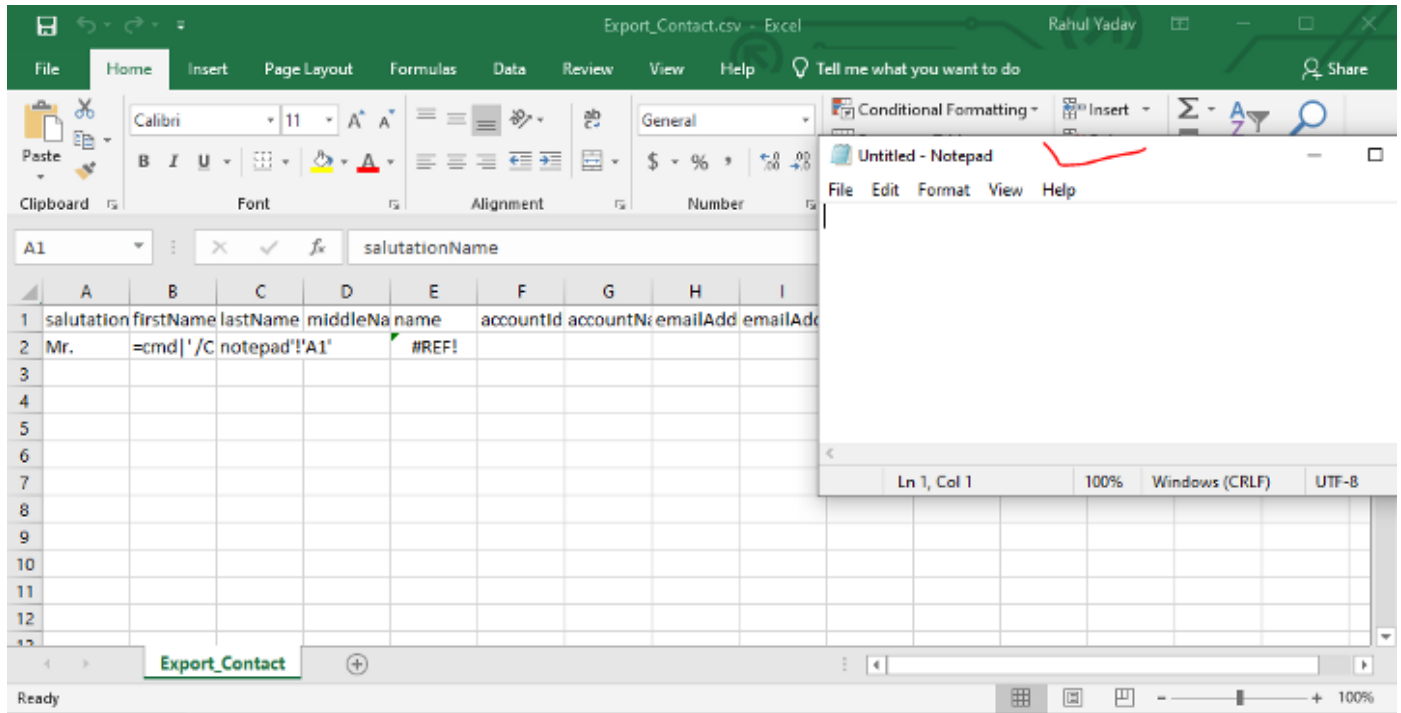 Export_Contact.csv - Excel Rahul Yadav
File Home Insert Page Layout Formulas Data Review View Help Tell me what you want to do Share
Calibri 11 A A ab General Conditional Formatting Insert Σ A Z
Paste B I U A $ % , .00
Clipboard Font Alignment Number
Untitled - Notepad
File Edit Format View Help
Ln 1, Col 1 100% Windows (CRLF) UTF-8
A1 fx salutationName
A B C D E F G H I
1 salutation firstName lastName middleNa name accountId accountNa emailAdd emailAdd
2 Mr. =cmd|'/C notepad'!'A1' #REF!
3
4
5
6
7
8
9
10
11
12
Export_Contact
Ready 100%